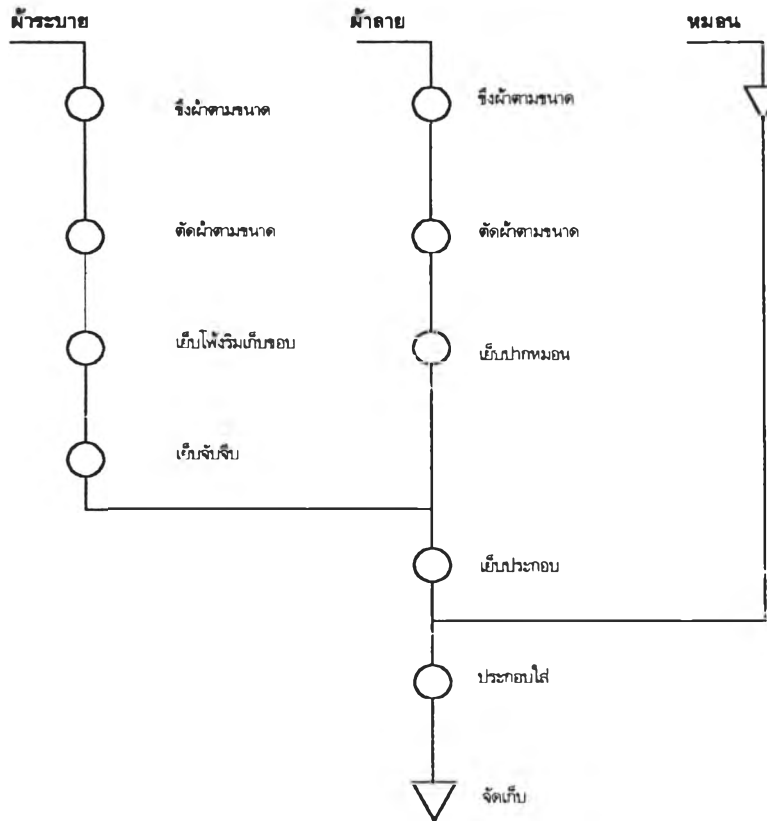 ผ้าระบาย
ผ้าลาย
หมอน
ขึงผ้าตามขนาด
ขึงผ้าตามขนาด
ตัดผ้าตามขนาด
ตัดผ้าตามขนาด
เย็บโพ้งริมเก็บขอบ
เย็บปากหมอน
เย็บจับจีบ
เย็บประกอบ
ประกอบใส่
จัดเก็บ